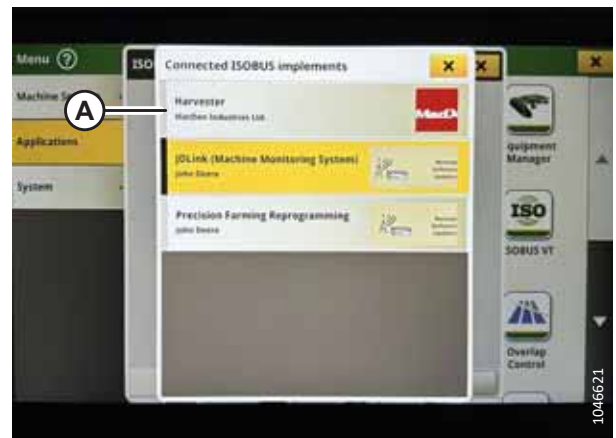 Menu ?
ISO
Connected ISOBUS implements
Machine
A
Harvester
MacDon Industries Ltd.
MacD
Applications
JDLink (Machine Monitoring System)
John Deere
System
Precision Farming Reprogramming
John Deere
quipment
Manager
ISO
SOBUS VT
Overlap
Control
1046621